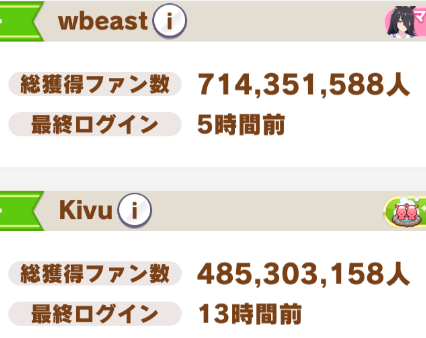 wbeast i
総獲得ファン数 714,351,588人
最終ログイン 5時間前
Kivu i
総獲得ファン数 485,303,158人
最終ログイン 13時間前